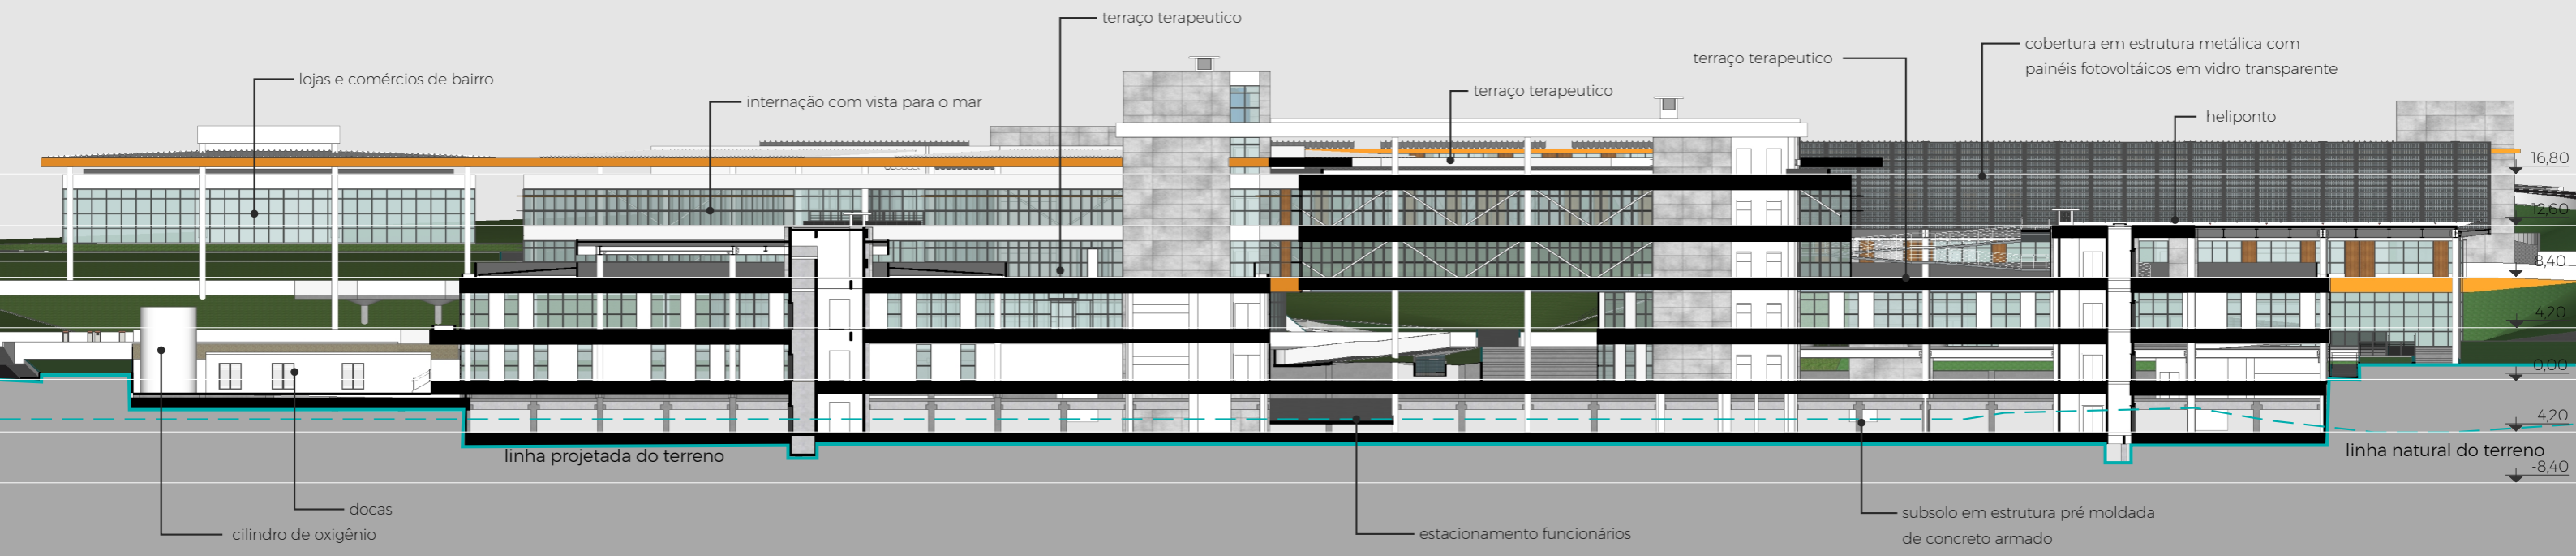 terraço terapeutico
lojas e comércios de bairro
internação com vista para o mar
terraço terapeutico
terraço terapeutico
cobertura em estrutura metálica com
painéis fotovoltáicos em vidro transparente
heliponto
16,80
12,60
8,40
4,20
0,00
-4,20
-8,40
linha projetada do terreno
linha natural do terreno
docas
cilindro de oxigênio
estacionamento funcionários
subsolo em estrutura pré moldada
de concreto armado